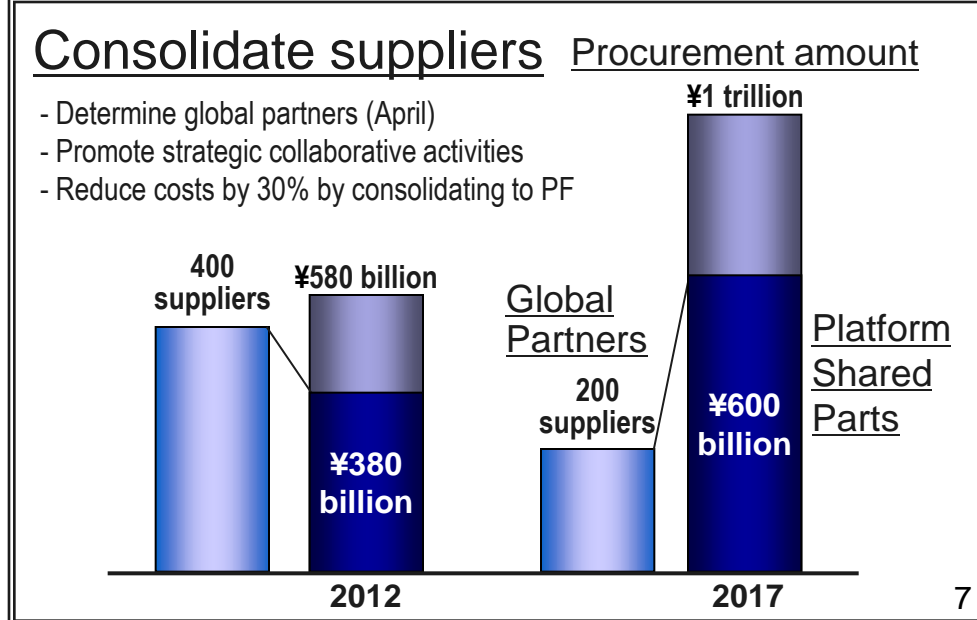 Consolidate suppliers
Procurement amount
- Determine global partners (April)
- Promote strategic collaborative activities
- Reduce costs by 30% by consolidating to PF
400
suppliers
¥580 billion
¥380
billion
Global
Partners
200
suppliers
¥1 trillion
¥600
billion
Platform
Shared
Parts
2012
2017
7